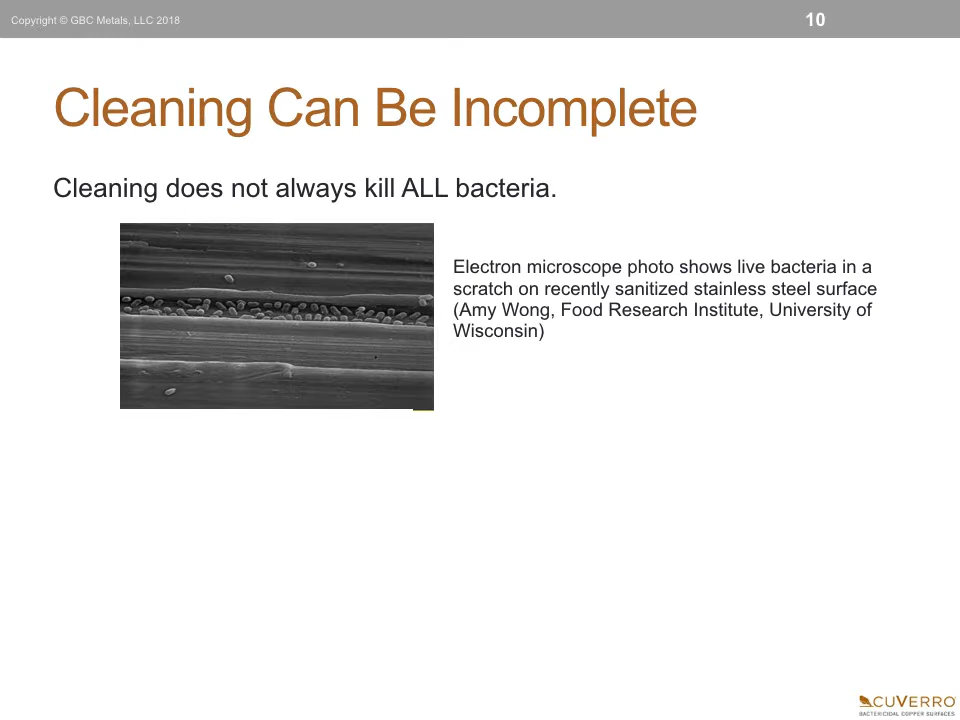 Copyright © GBC Metals, LLC 2018
10
Cleaning Can Be Incomplete
Cleaning does not always kill ALL bacteria.
Electron microscope photo shows live bacteria in a
scratch on recently sanitized stainless steel surface
(Amy Wong, Food Research Institute, University of
Wisconsin)
CUVERRO
BACTERICIDAL COPPER SURFACES